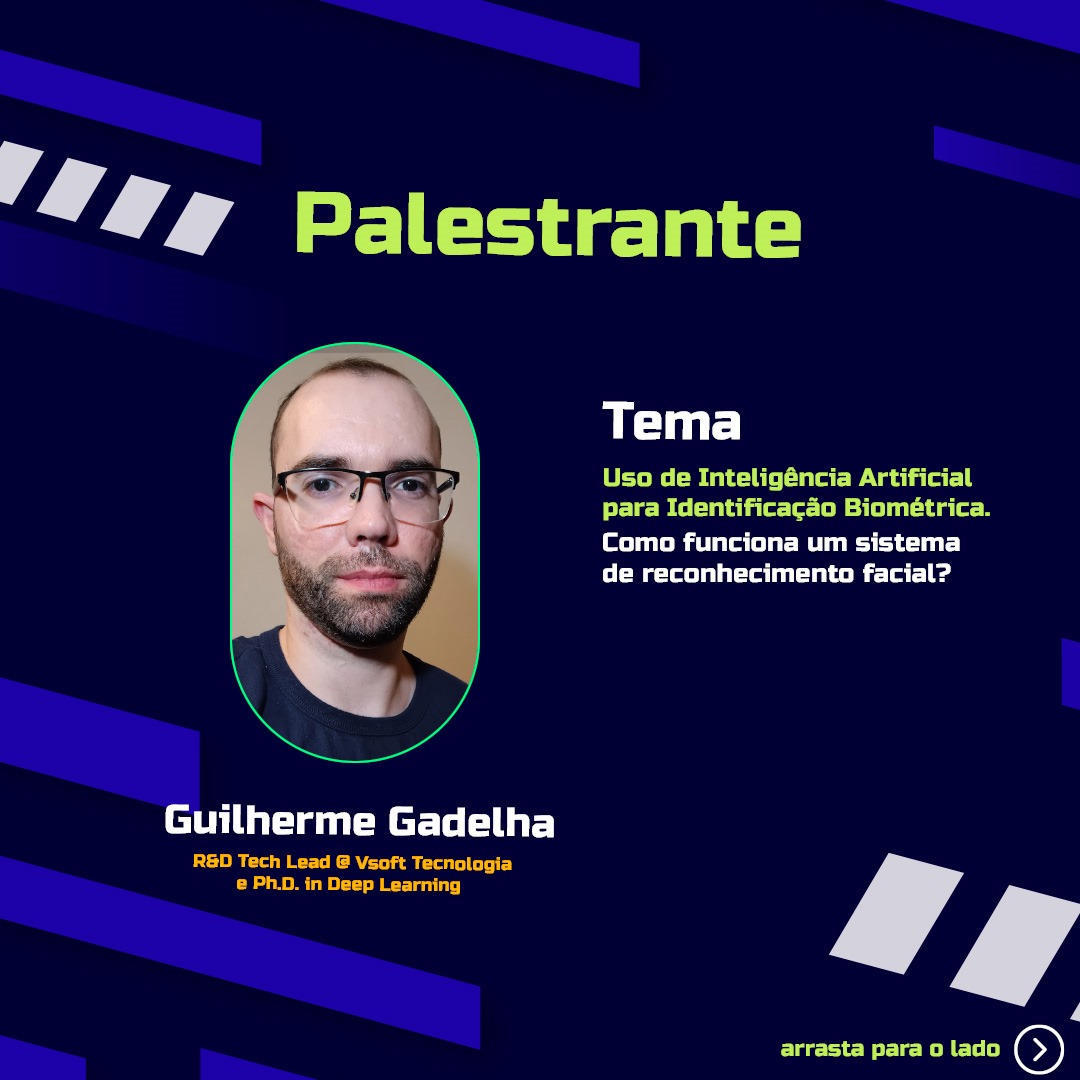 Palestrante
Tema
Uso de Inteligência Artificial
para Identificação Biométrica.
Como funciona um sistema
de reconhecimento facial?
Guilherme Gadelha
R&D Tech Lead @ Vsoft Tecnologia
e Ph.D. in Deep Learning
arrasta para o lado